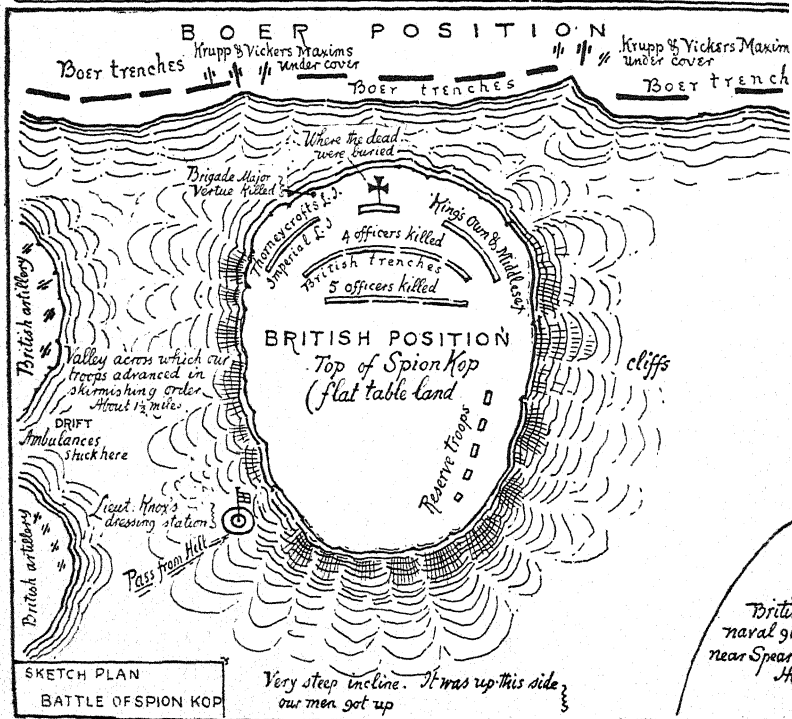 BOER POSITION
Boer trenches
Krupp & Vickers Maxims
under cover
Boer trenches
Krupp & Vickers Maxim
under cover
Boer trench
Where the dead
were buried
Brigade Major
Vertue killed
Thorneycrofts L.I.
Imperial L.I
4 officers killed
British trenches
5 officers killed
King's Own & Middlesex
British artillery
BRITISH POSITION
Top of Spion Kop
(flat table land
Valley across which our
troops advanced in
skirmishing order
About 1½ miles.
cliffs
DRIFT
Ambulances
stuck here
Reserve troops
Lieut. Knox's
dressing station
British artillery
Pass from Hilt
Briti
naval g
near Spear
H
SKETCH PLAN
BATTLE OF SPION KOP
Very steep incline. It was up this side
our men got up